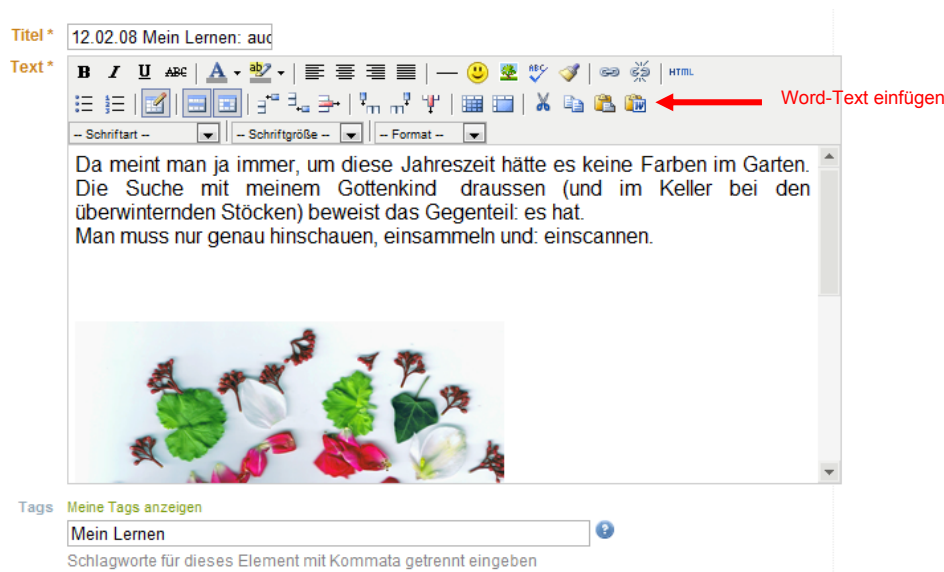 Titel *
12.02.08 Mein Lernen: auc
Text *
B I U ABC A ab ABC HTML
Word-Text einfügen
-- Schriftart -- -- Schriftgröße -- -- Format --
Da meint man ja immer, um diese Jahreszeit hätte es keine Farben im Garten.
Die Suche mit meinem Gottenkind draussen (und im Keller bei den
überwinternden Stöcken) beweist das Gegenteil: es hat.
Man muss nur genau hinschauen, einsammeln und: einscannen.
Tags Meine Tags anzeigen
Mein Lernen
Schlagworte für dieses Element mit Kommata getrennt eingeben